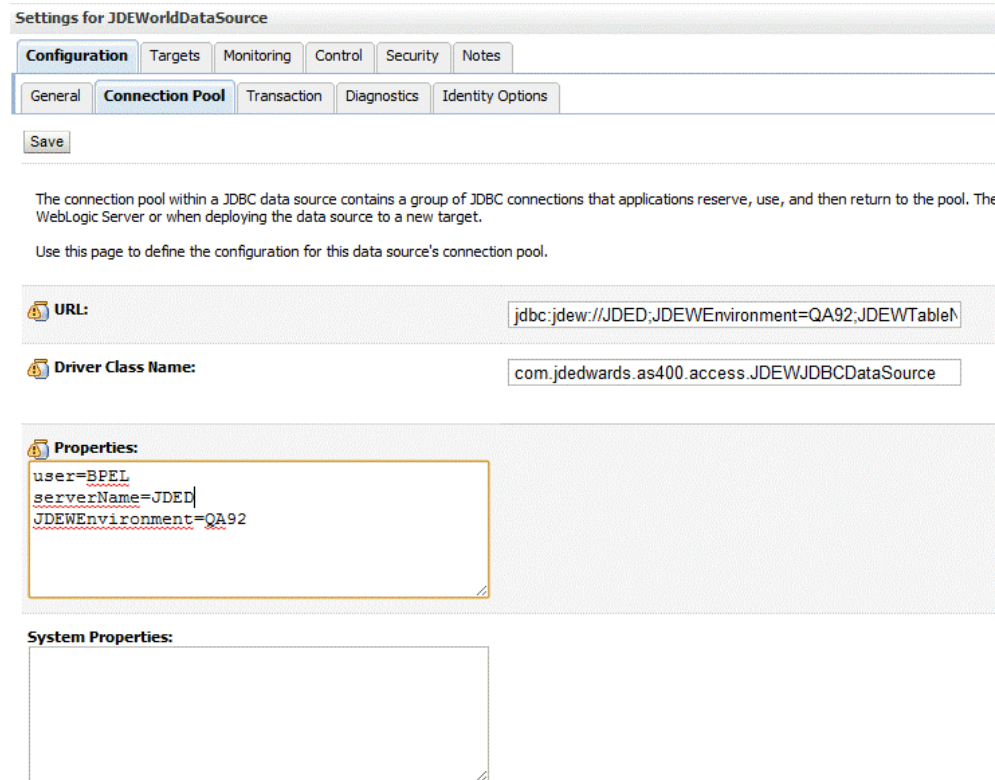 Settings for JDEWorldDataSource
Configuration Targets Monitoring Control Security Notes
General Connection Pool Transaction Diagnostics Identity Options
Save
The connection pool within a JDBC data source contains a group of JDBC connections that applications reserve, use, and then return to the pool. The
WebLogic Server or when deploying the data source to a new target.
Use this page to define the configuration for this data source's connection pool.
URL: jdbc:jdew://JDED;JDEWEnvironment=QA92;JDEWTable
Driver Class Name: com.jdedwards.as400.access.JDEWJDBCDataSource
Properties:
user=BPEL
serverName=JDED
JDEWEnvironment=QA92
System Properties: